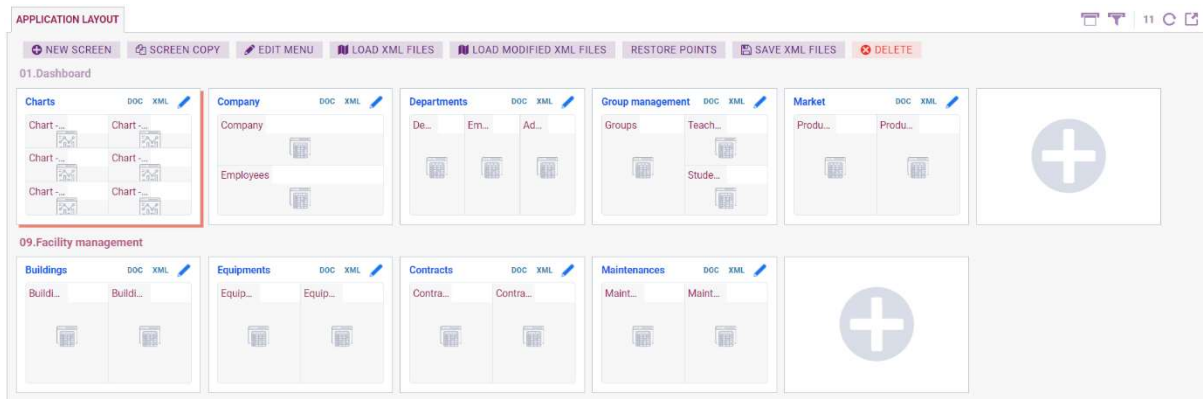 APPLICATION LAYOUT
11
NEW SCREEN SCREEN COPY EDIT MENU LOAD XML FILES LOAD MODIFIED XML FILES RESTORE POINTS SAVE XML FILES DELETE
01.Dashboard
Charts DOC XML Company DOC XML Departments DOC XML Group management DOC XML Market DOC XML
Chart -... Chart -... Company De... Em... Ad... Groups Teach... Produ... Produ...
Chart -... Chart -...
Employees Stude...
Chart -... Chart -...
09.Facility management
Buildings DOC XML Equipments DOC XML Contracts DOC XML Maintenances DOC XML
Buildi... Buildi... Equip... Equip... Contra... Contra... Maint... Maint...